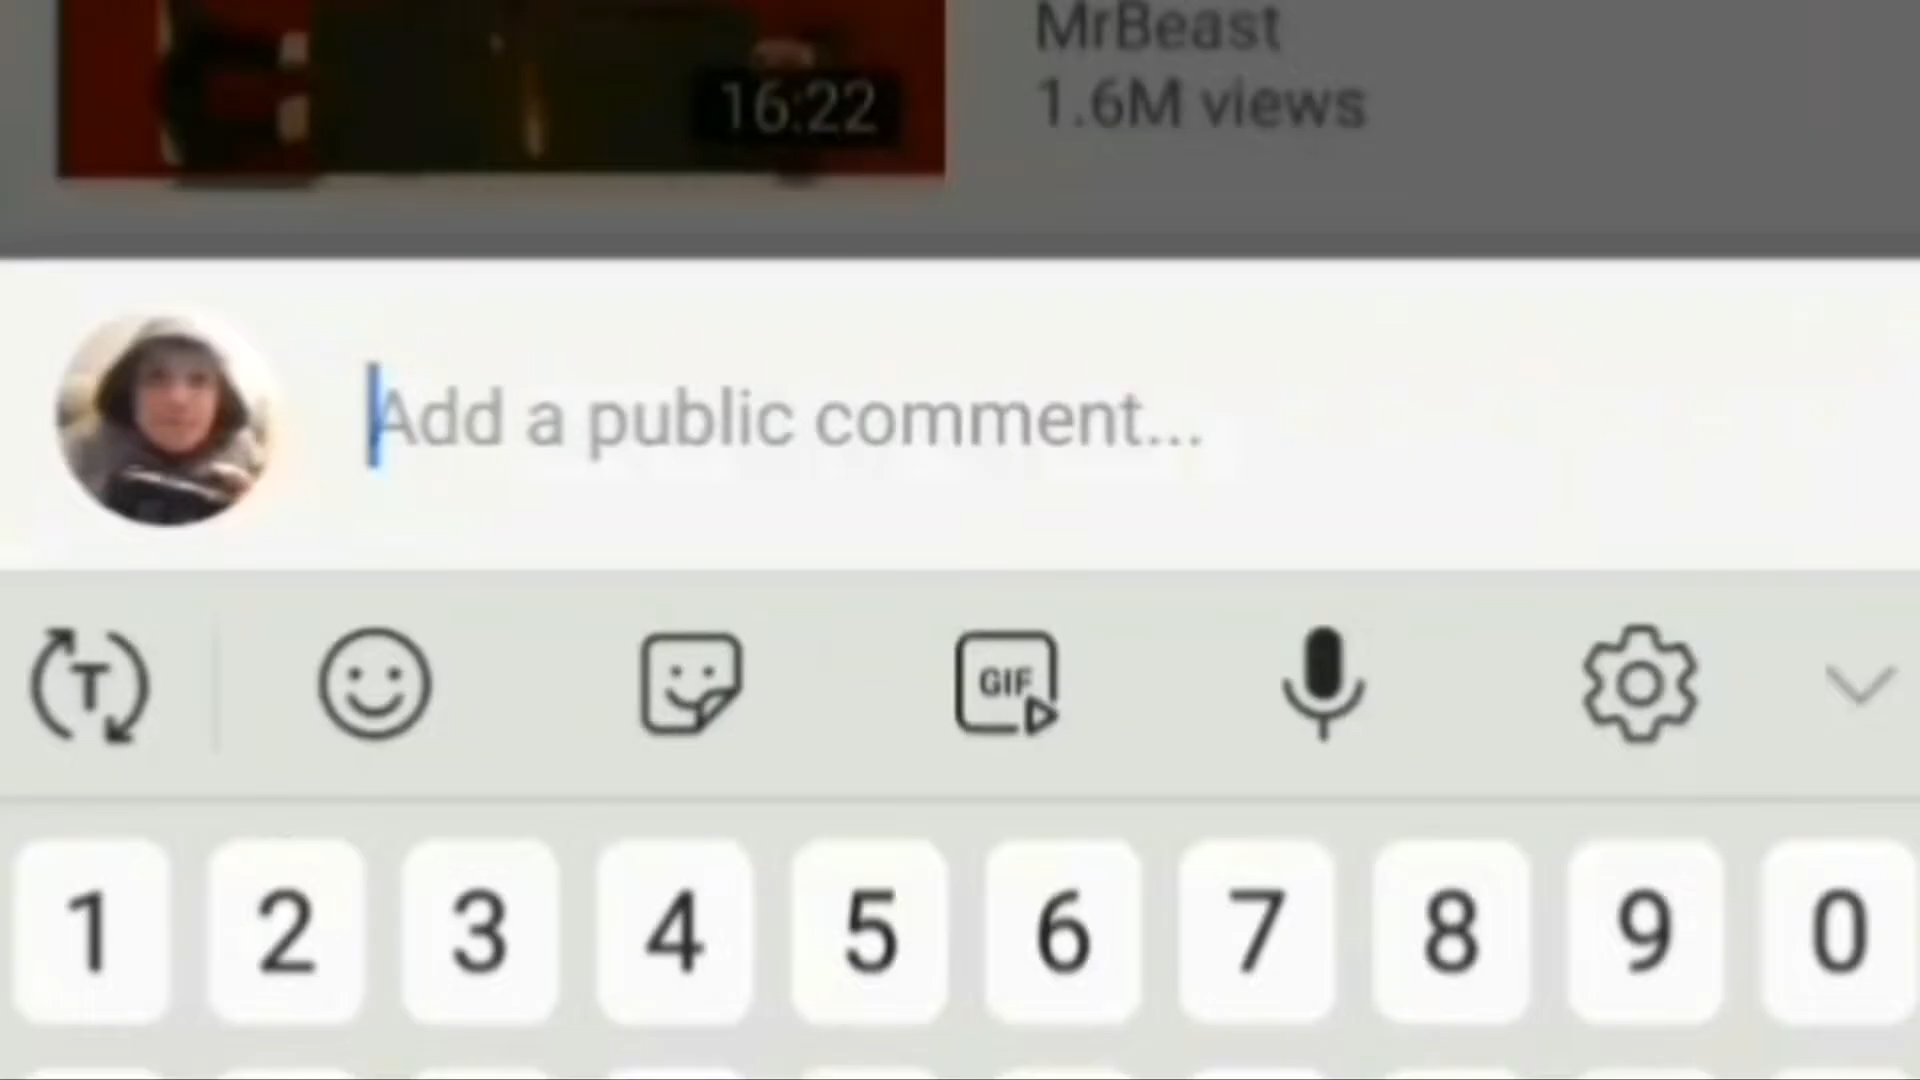 MrBeast
1.6M views
16:22
Add a public comment...
T
GIF
1 2 3 4 5 6 7 8 9 0